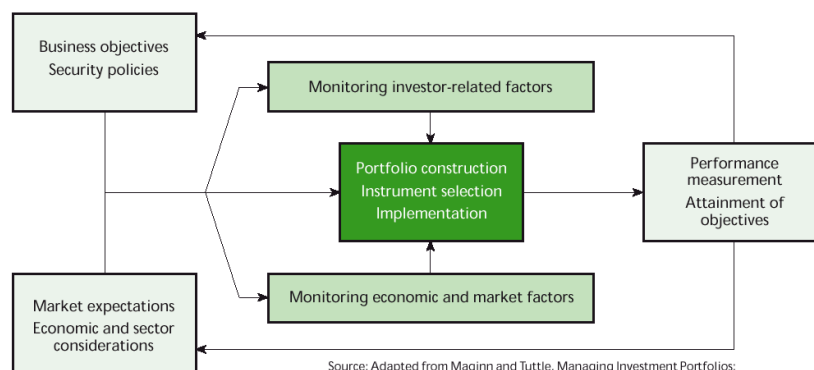 Business objectives
Security policies
Monitoring investor-related factors
Portfolio construction
Instrument selection
Implementation
Performance
measurement
Attainment of
objectives
Market expectations
Economic and sector
considerations
Monitoring economic and market factors
Source: Adapted from Maginn and Tuttle, Managing Investment Portfolios: